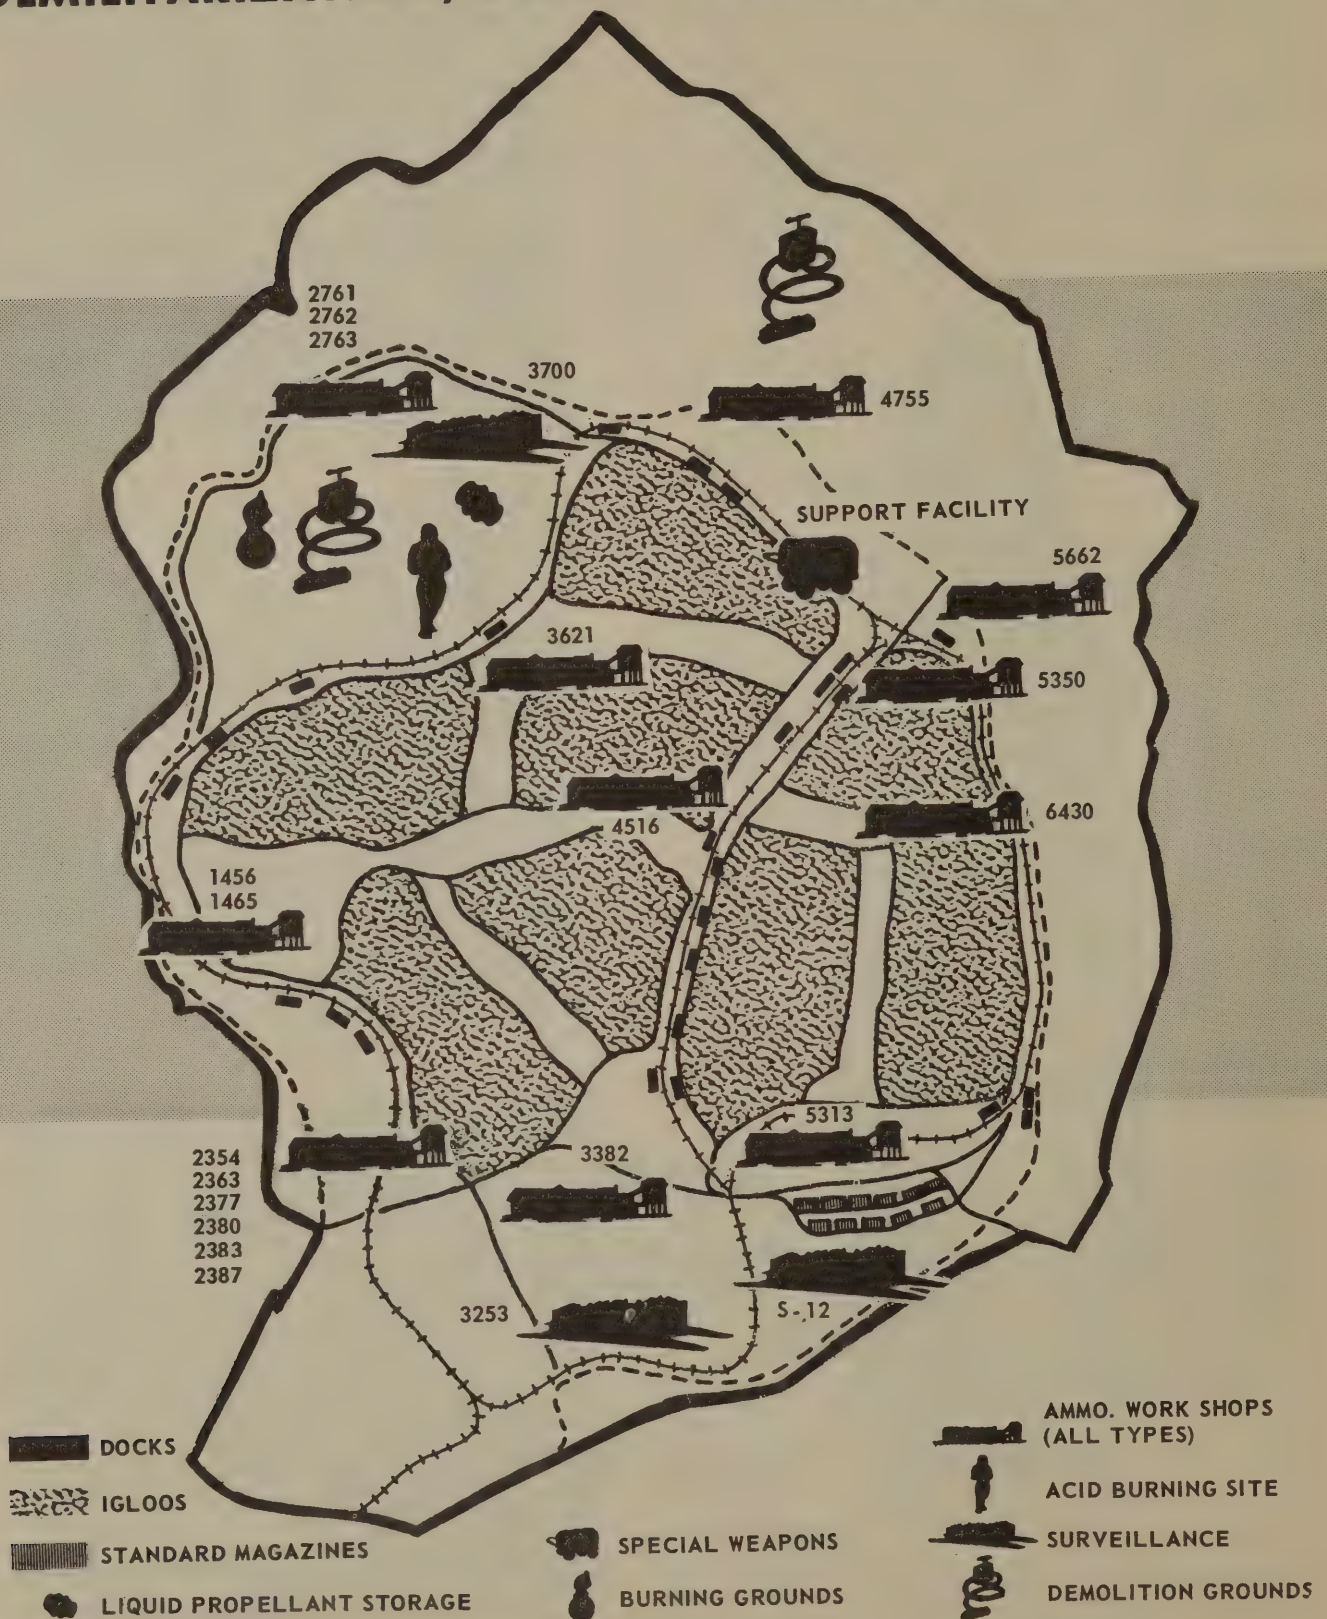 2761
2762
2763
3700
4755
SUPPORT FACILITY
5662
3621
5350
6430
4516
1456
1465
5313
3382
2354
2363
2377
2380
2383
2387
3253
S-12
DOCKS
IGLOOS
STANDARD MAGAZINES
LIQUID PROPELLANT STORAGE
SPECIAL WEAPONS
BURNING GROUNDS
AMMO. WORK SHOPS
(ALL TYPES)
ACID BURNING SITE
SURVEILLANCE
DEMOLITION GROUNDS